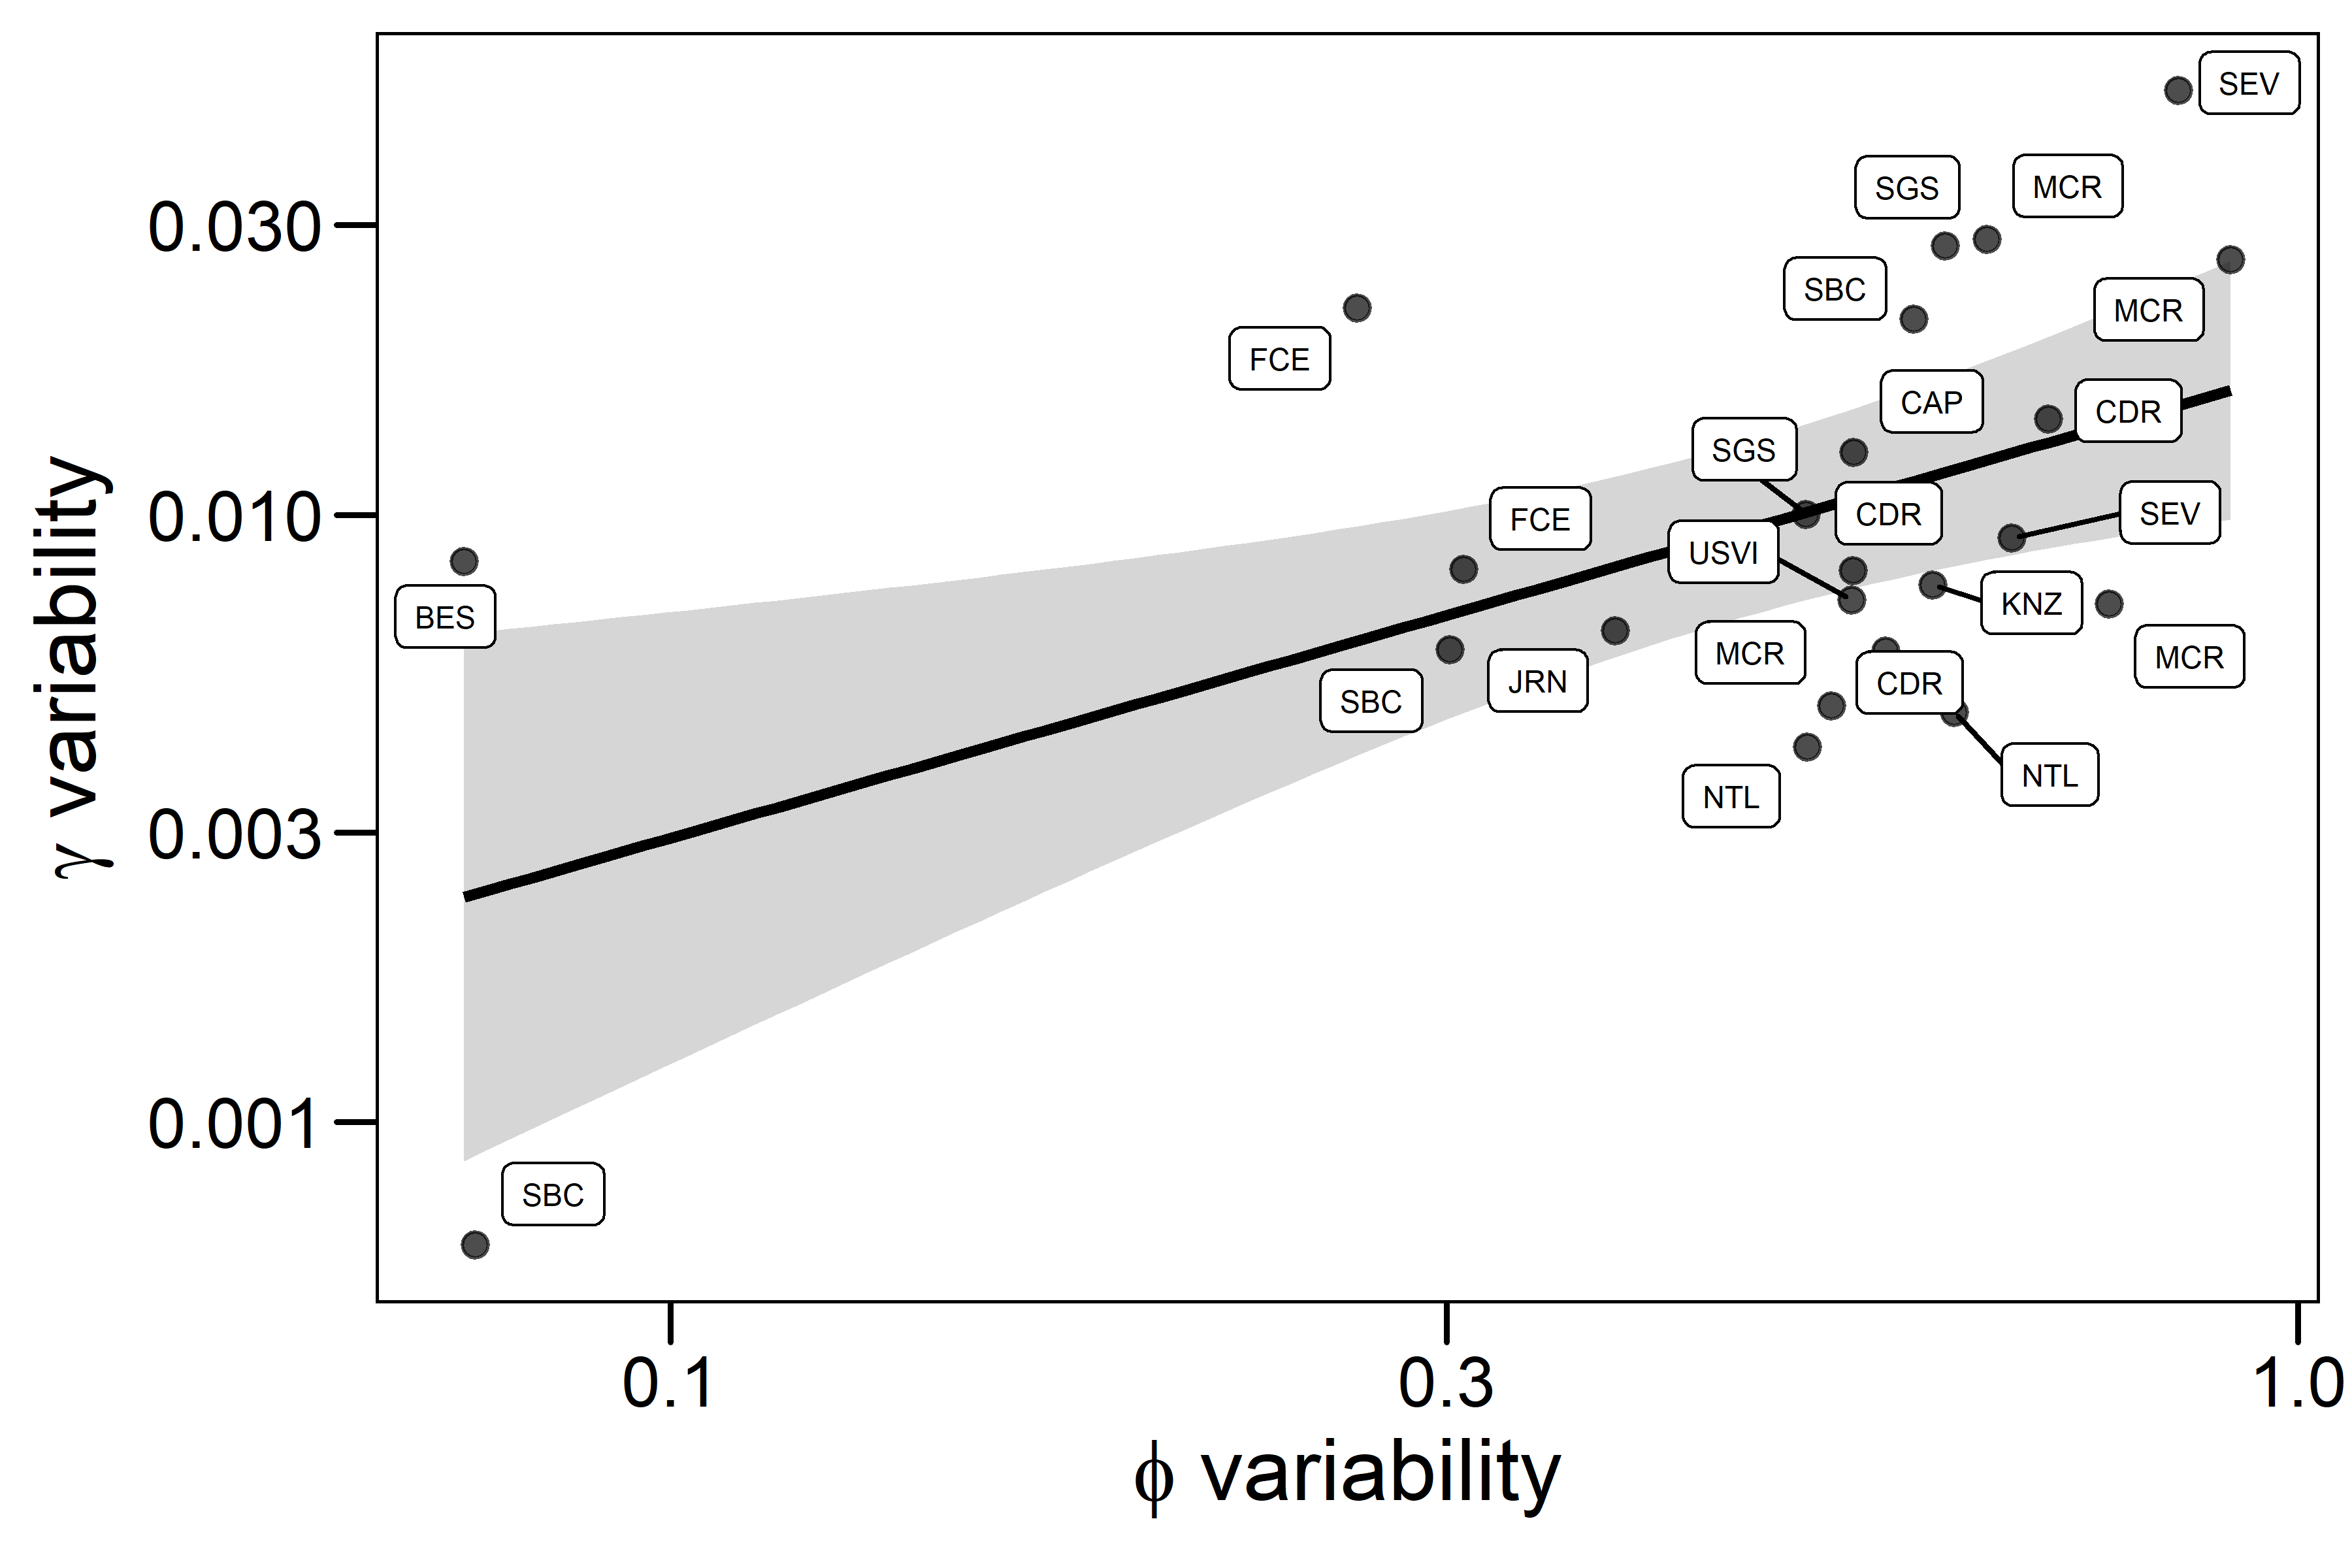 SEV
SGS
MCR
0.030
SBC
MCR
FCE
CAP
CDR
SGS
0.010
FCE
CDR
SEV
USVI
BES
KNZ
MCR
MCR
SBC
JRN
CDR
NTL
NTL
0.003
0.001
SBC
γ variability
0.1
0.3
1.0
ϕ variability